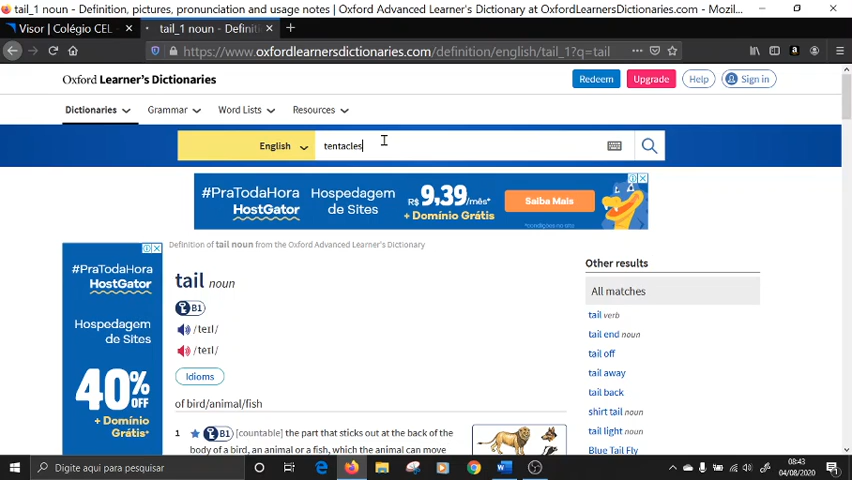 tail_1 noun - Definition, pictures, pronunciation and usage notes | Oxford Advanced Learner's Dictionary at OxfordLearnersDictionaries.com - Mozil...
Visor | Colégio CEL
tail_1 noun - Definiti
https://www.oxfordlearnersdictionaries.com/definition/english/tail_1?q=tail
Oxford Learner's Dictionaries
Redeem
Upgrade
Help
Sign in
Dictionaries
Grammar
Word Lists
Resources
English
tentacles
#PraTodaHora
HostGator
Hospedagem
de Sites
R$ 9,39/mês*
+ Domínio Grátis
Saiba Mais
*condições no site
Definition of tail noun from the Oxford Advanced Learner's Dictionary
#PraTodaHora
HostGator
Hospedagem
de Sites
40% OFF
+ Domínio
Grátis*
tail noun
B1
/teɪl/
/teɪl/
Idioms
of bird/animal/fish
1 B1 [countable] the part that sticks out at the back of the
body of a bird, an animal or a fish, which the animal can move
Other results
All matches
tail verb
tail end noun
tail off
tail away
tail back
shirt tail noun
tail light noun
Blue Tail Fly
Digite aqui para pesquisar
08:43
04/08/2020